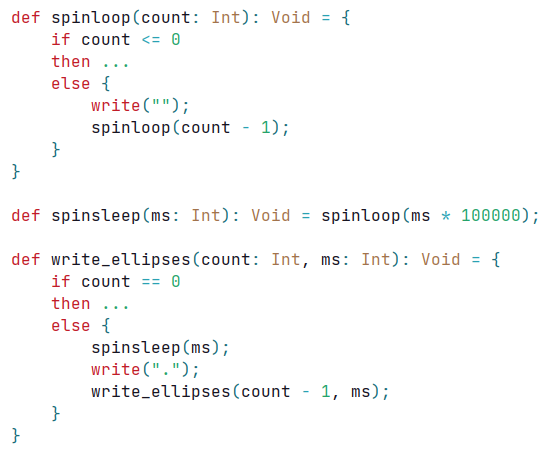 def spinloop(count: Int): Void = {
    if count <= 0
    then ...
    else {
        write("");
        spinloop(count - 1);
    }
}

def spinsleep(ms: Int): Void = spinloop(ms * 100000);

def write_ellipses(count: Int, ms: Int): Void = {
    if count == 0
    then ...
    else {
        spinsleep(ms);
        write(".");
        write_ellipses(count - 1, ms);
    }
}